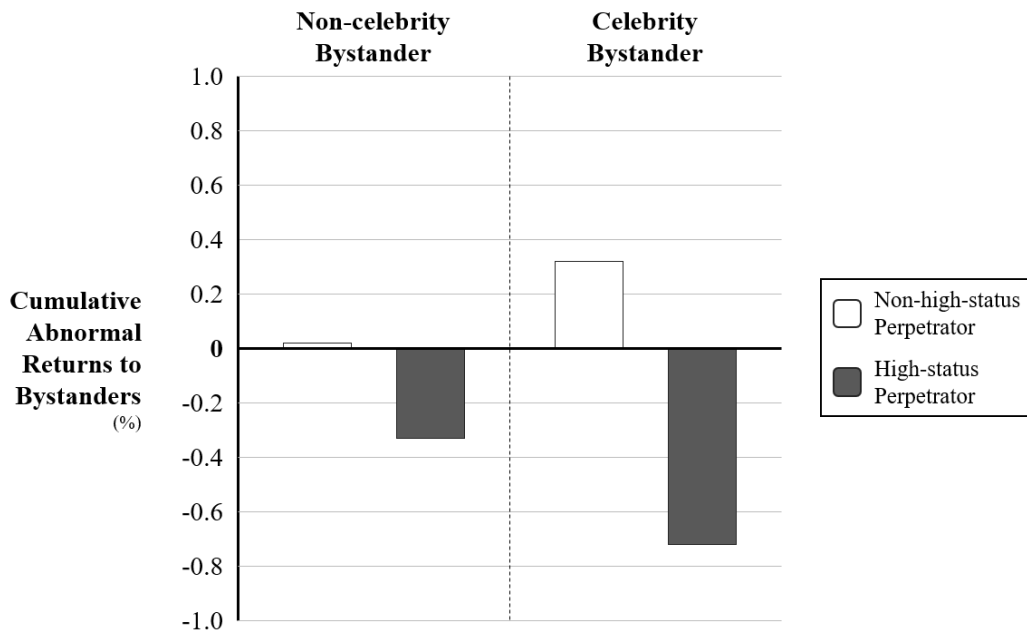 Non-celebrity
Bystander
Celebrity
Bystander
1.0
0.8
0.6
0.4
0.2
0
-0.2
-0.4
-0.6
-0.8
-1.0
Cumulative
Abnormal
Returns to
Bystanders
(%)
Non-high-status
Perpetrator
High-status
Perpetrator